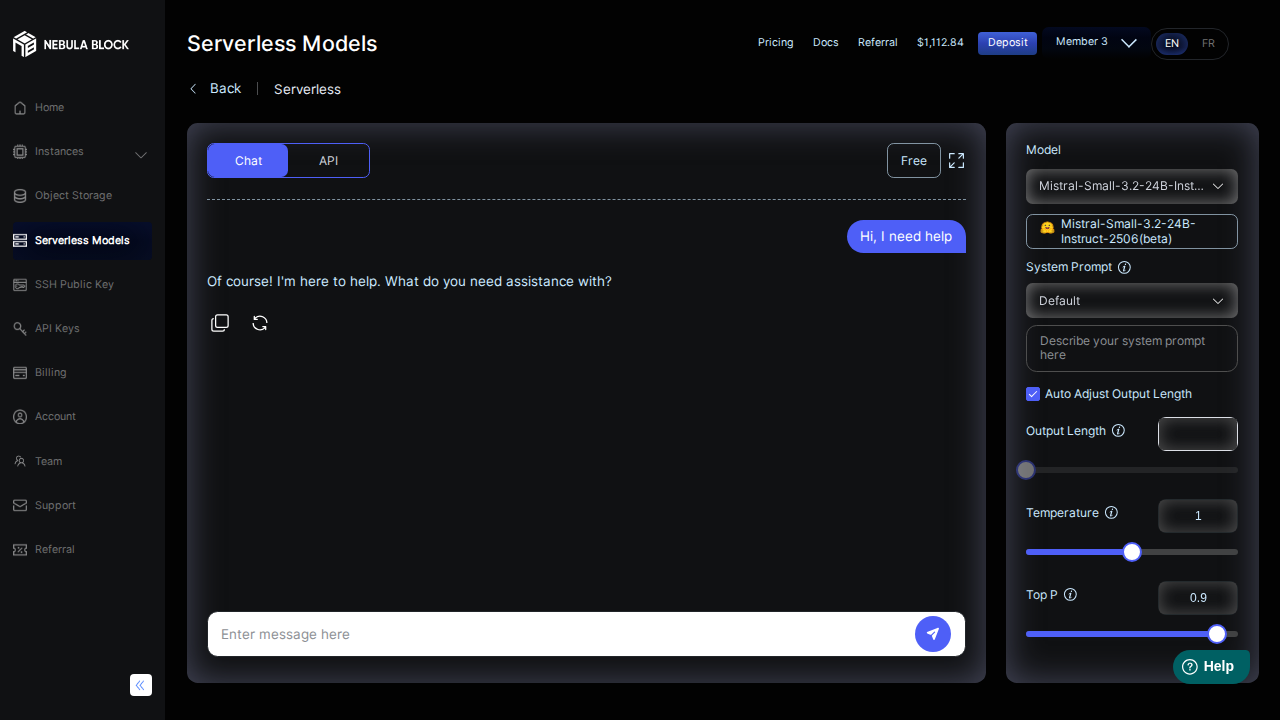 NEBULA BLOCK
Serverless Models
Pricing
Docs
Referral
$1,112.84
Deposit
Member 3
EN
FR
Back
Serverless
Home
Instances
Object Storage
Serverless Models
SSH Public Key
API Keys
Billing
Account
Team
Support
Referral
Chat
API
Free
Hi, I need help
Of course! I'm here to help. What do you need assistance with?
Enter message here
Model
Mistral-Small-3.2-24B-Inst...
Mistral-Small-3.2-24B-
Instruct-2506(beta)
System Prompt
Default
Describe your system prompt
here
Auto Adjust Output Length
Output Length
Temperature
1
Top P
0.9
Help